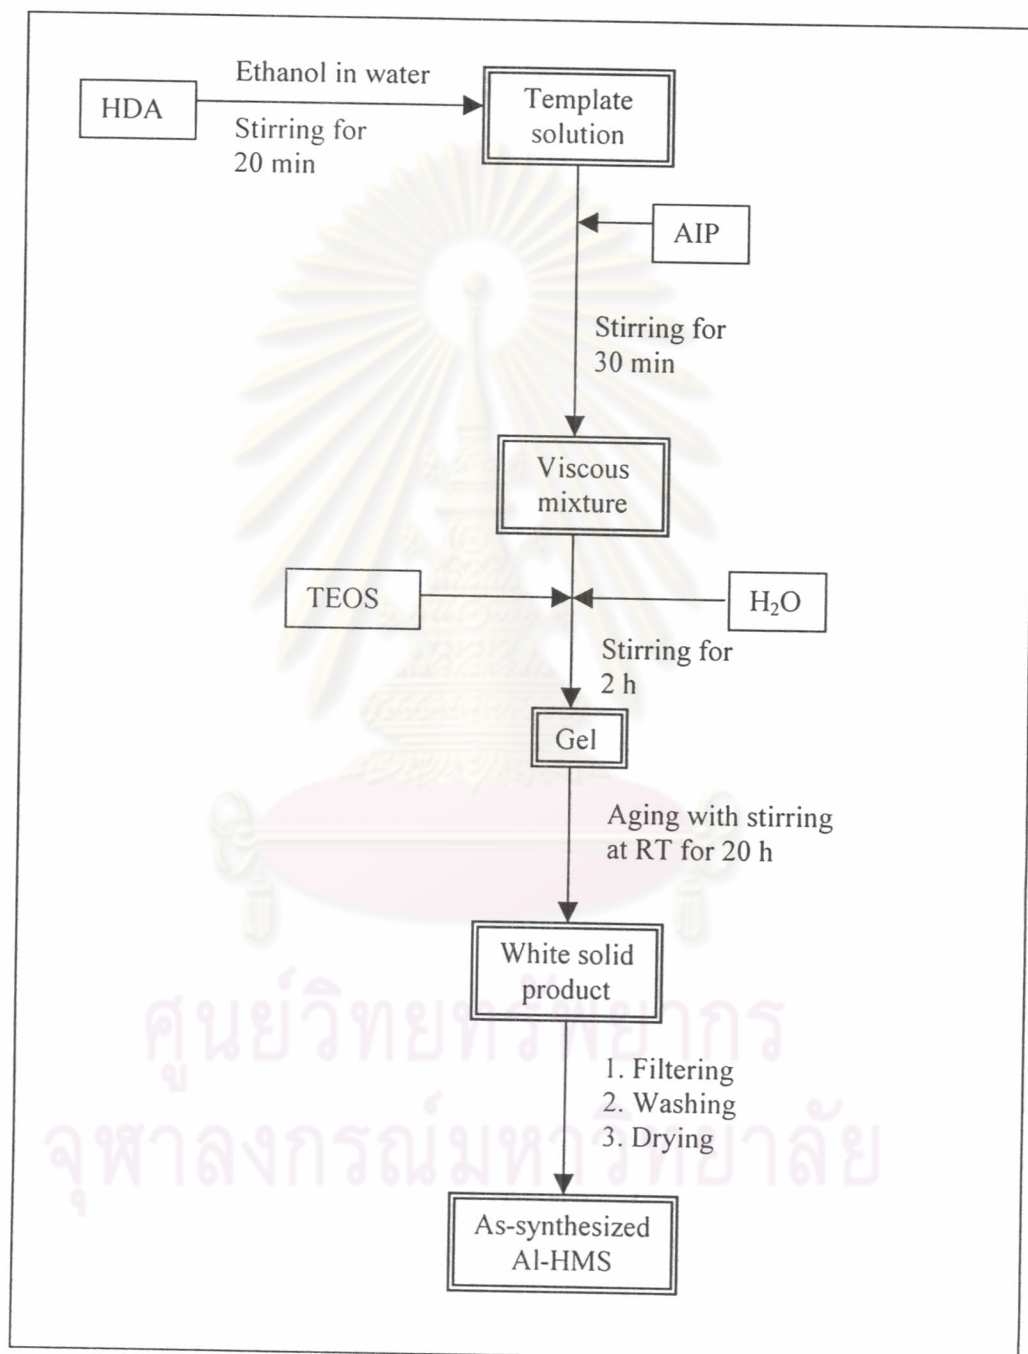 Ethanol in water
HDA
Stirring for
20 min
Template
solution
AIP
Stirring for
30 min
Viscous
mixture
TEOS
H₂O
Stirring for
2 h
Gel
Aging with stirring
at RT for 20 h
White solid
product
ศูนย์วิทยทรัพยากร
จุฬาลงกรณ์มหาวิทยาลัย
1. Filtering
2. Washing
3. Drying
As-synthesized
Al-HMS